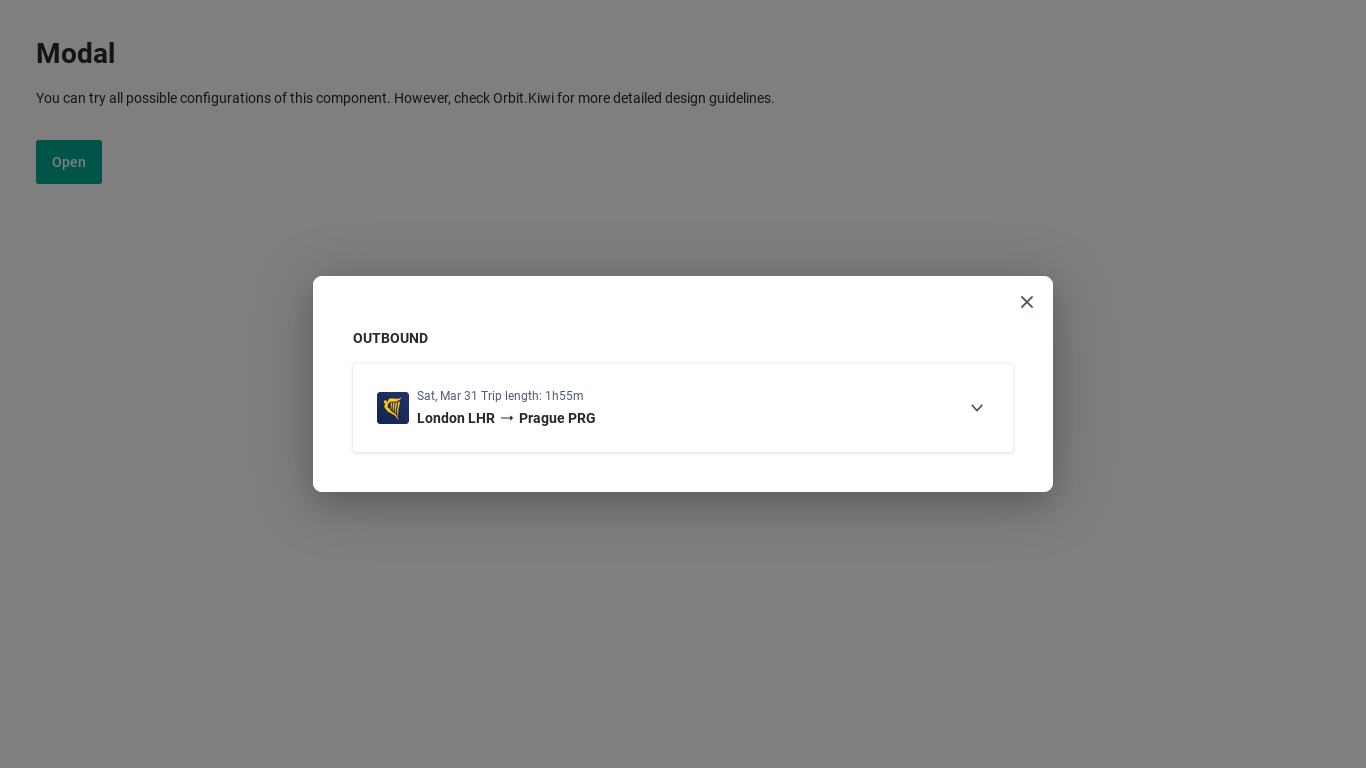 Modal
You can try all possible configurations of this component. However, check Orbit.Kiwi for more detailed design guidelines.
Open
OUTBOUND
Sat, Mar 31 Trip length: 1h55m
London LHR → Prague PRG